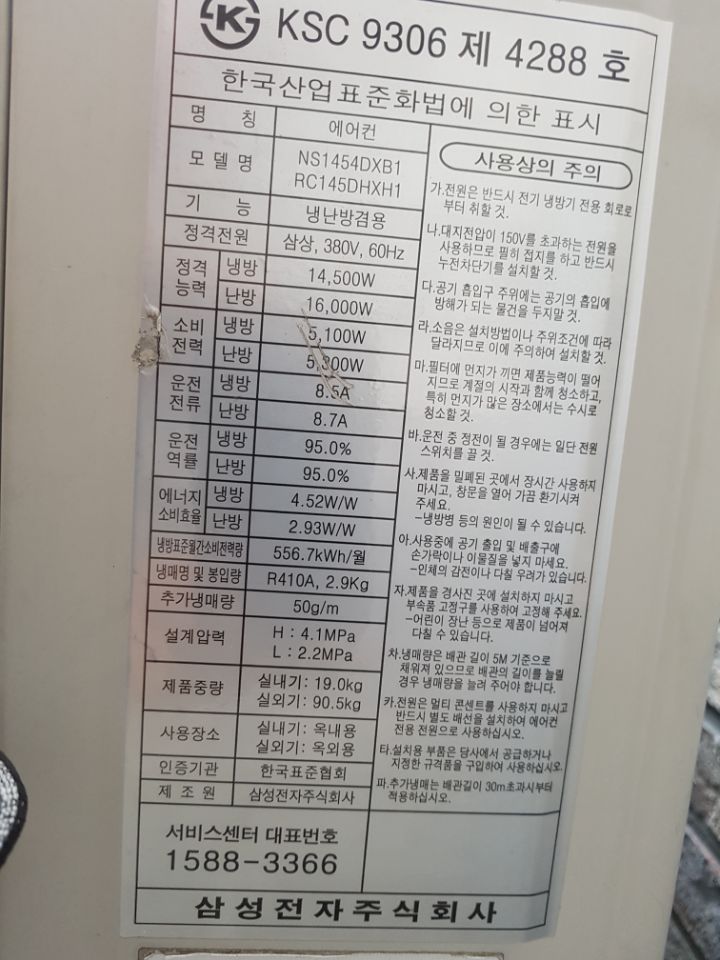 KSC 9306 제 4288 호
한국산업표준화법에 의한 표시
명 칭 에어컨
모 델 명 NS1454DXB1
RC145DHXH1
기 능 냉난방겸용
정격전원 삼상, 380V, 60Hz
정격능력 냉방 14,500W
난방 16,000W
소비전력 냉방 5,100W
난방 5,300W
운전전류 냉방 8.5A
난방 8.7A
운전역률 냉방 95.0%
난방 95.0%
에너지소비효율 냉방 4.52W/W
난방 2.93W/W
냉방표준월간소비전력량 556.7kWh/월
냉매명 및 봉입량 R410A, 2.9Kg
추가냉매량 50g/m
설계압력 H : 4.1MPa
L : 2.2MPa
제품중량 실내기: 19.0kg
실외기: 90.5kg
사용장소 실내기: 옥내용
실외기: 옥외용
인증기관 한국표준협회
제 조 원 삼성전자주식회사
사용상의 주의
가.전원은 반드시 전기 냉방기 전용 회로로
부터 취할 것.
나.대지전압이 150V를 초과하는 전원을
사용하므로 필히 접지를 하고 반드시
누전차단기를 설치할 것.
다.공기 흡입구 주위에는 공기의 흡입에
방해가 되는 물건을 두지말 것.
라.소음은 설치방법이나 주위조건에 따라
달라지므로 이에 주의하여 설치할 것.
마.필터에 먼지가 끼면 제품능력이 떨어
지므로 계절의 시작과 함께 청소하고,
특히 먼지가 많은 장소에서는 수시로
청소할 것.
바.운전 중 정전이 될 경우에는 일단 전원
스위치를 끌 것.
사.제품을 밀폐된 곳에서 장시간 사용하지
마시고, 창문을 열어 가끔 환기시켜
주세요.
–냉방병 등의 원인이 될 수 있습니다.
아.사용중에 공기 출입 및 배출구에
손가락이나 이물질을 넣지 마세요.
–인체의 감전이나 다칠 우려가 있습니다.
자.제품을 경사진 곳에 설치하지 마시고
부속품 고정구를 사용하여 고정해 주세요.
–어린이 장난 등으로 제품이 넘어져
다칠 수 있습니다.
차.냉매량은 배관 길이 5M 기준으로
채워져 있으므로 배관의 길이를 늘릴
경우 냉매량을 늘려 주어야 합니다.
카.전원은 멀티 콘센트를 사용하지 마시고
반드시 별도 배선을 설치하여 에어컨
전용 전원으로 사용하십시오.
타.설치용 부품은 당사에서 공급하거나
지정한 규격품을 구입하여 사용하십시오.
파.추가냉매는 배관길이 30m초과시부터
적용하십시오.
서비스센터 대표번호
1588-3366
삼성전자주식회사